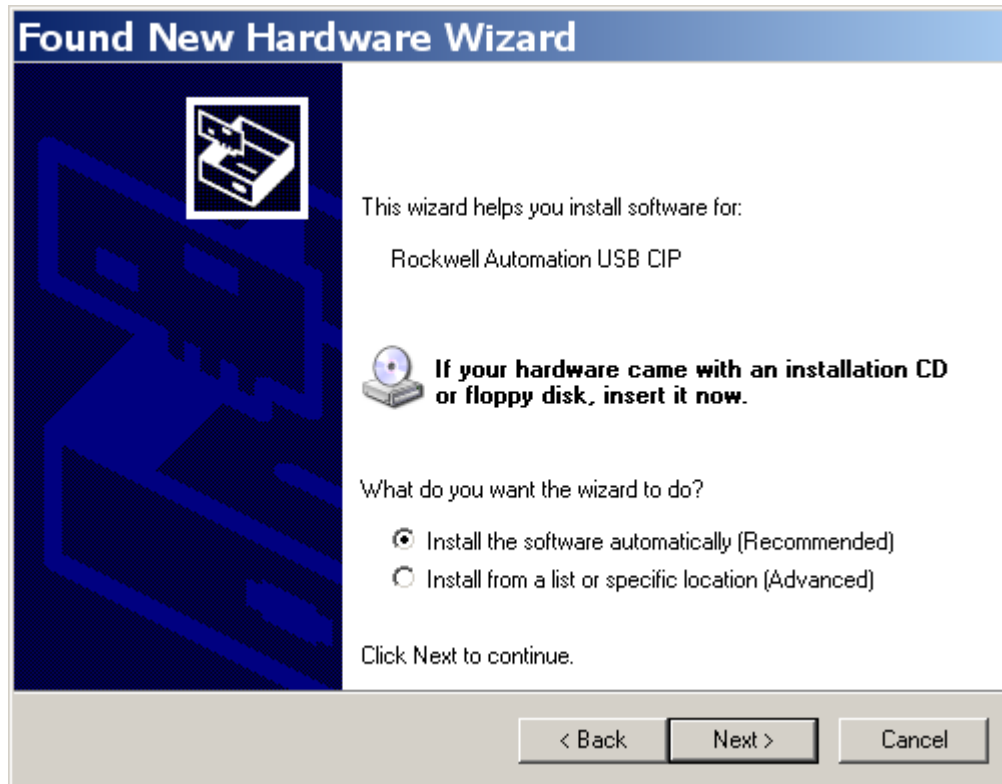 Found New Hardware Wizard
This wizard helps you install software for:
Rockwell Automation USB CIP
If your hardware came with an installation CD
or floppy disk, insert it now.
What do you want the wizard to do?
Install the software automatically (Recommended)
Install from a list or specific location (Advanced)
Click Next to continue.
< Back Next > Cancel